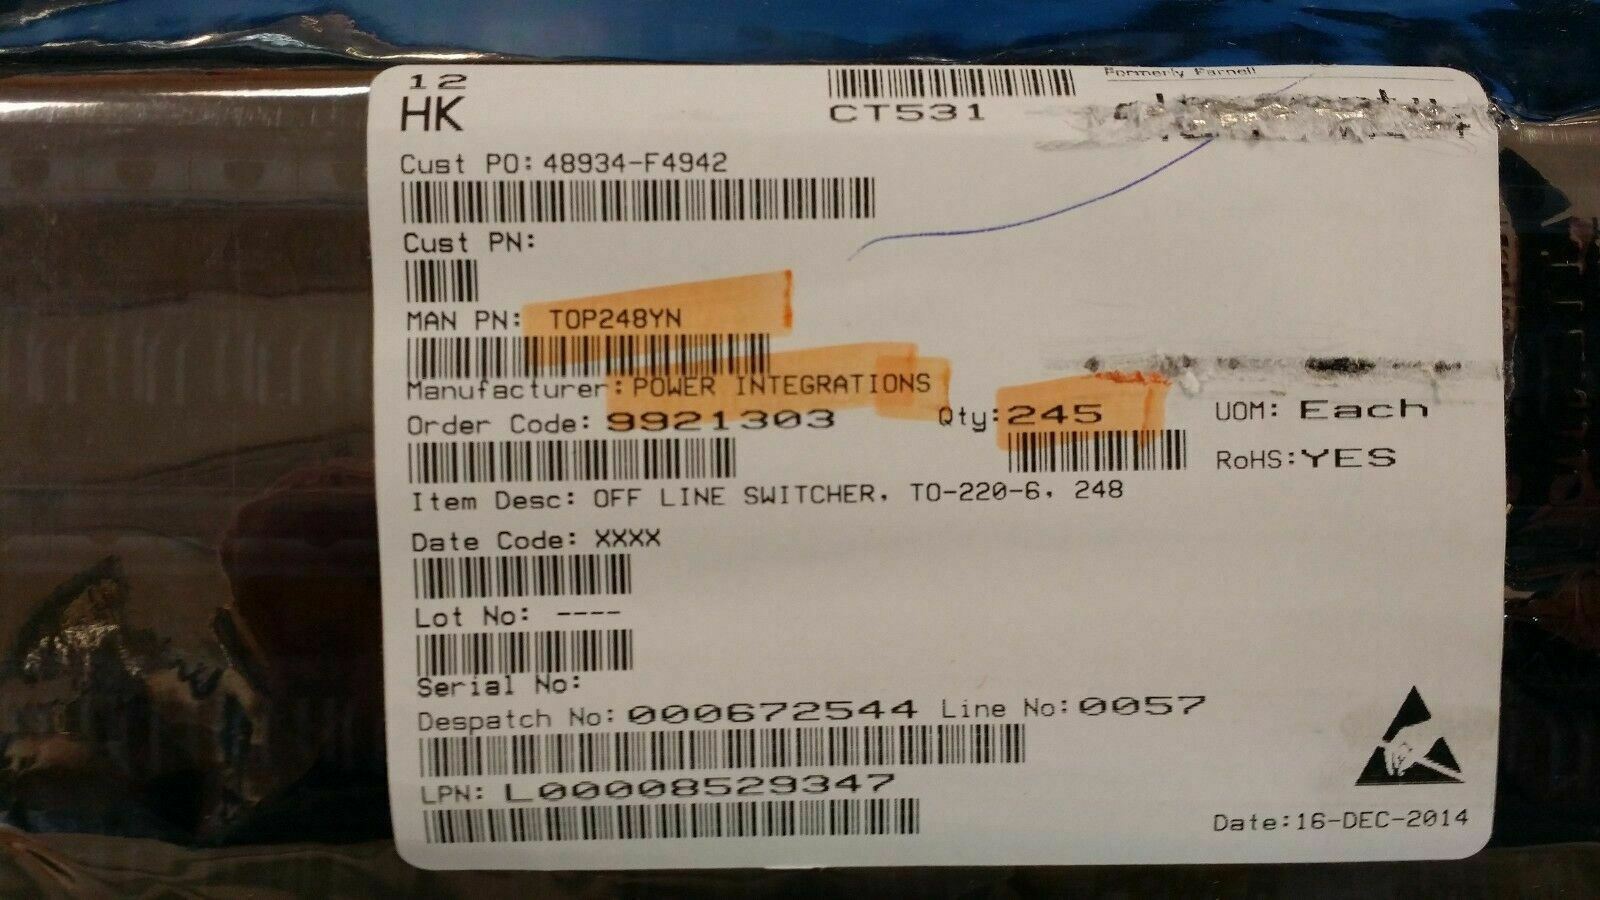 12
HK
CT531
Formerly Farnell
Cust PO: 48934-F4942
Cust PN:
MAN PN: TOP248YN
Manufacturer: POWER INTEGRATIONS
Order Code: 9921303 Qty: 245 UOM: Each
RoHS: YES
Item Desc: OFF LINE SWITCHER, TO-220-6, 248
Date Code: XXXX
Lot No: ----
Serial No:
Despatch No: 000672544 Line No: 0057
LPN: L00008529347
Date: 16-DEC-2014